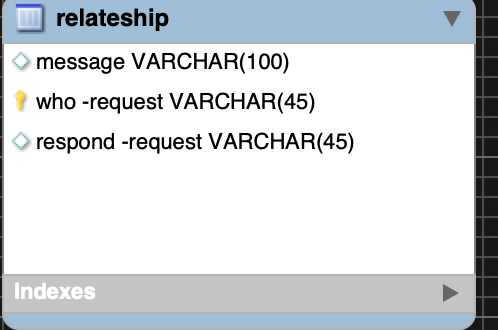 relateship
message VARCHAR(100)
who -request VARCHAR(45)
respond -request VARCHAR(45)
Indexes